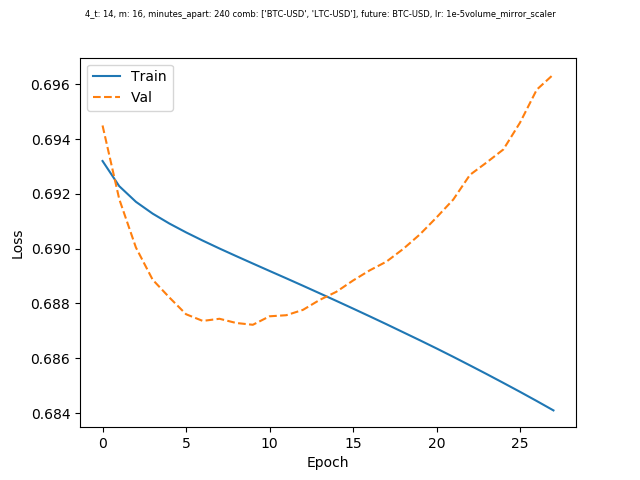 4_t: 14, m: 16, minutes_apart: 240 comb: ['BTC-USD', 'LTC-USD'], future: BTC-USD, lr: 1e-5volume_mirror_scaler
Train
Val
0.696
0.694
0.692
0.690
0.688
0.686
0.684
Loss
0
5
10
15
20
25
Epoch